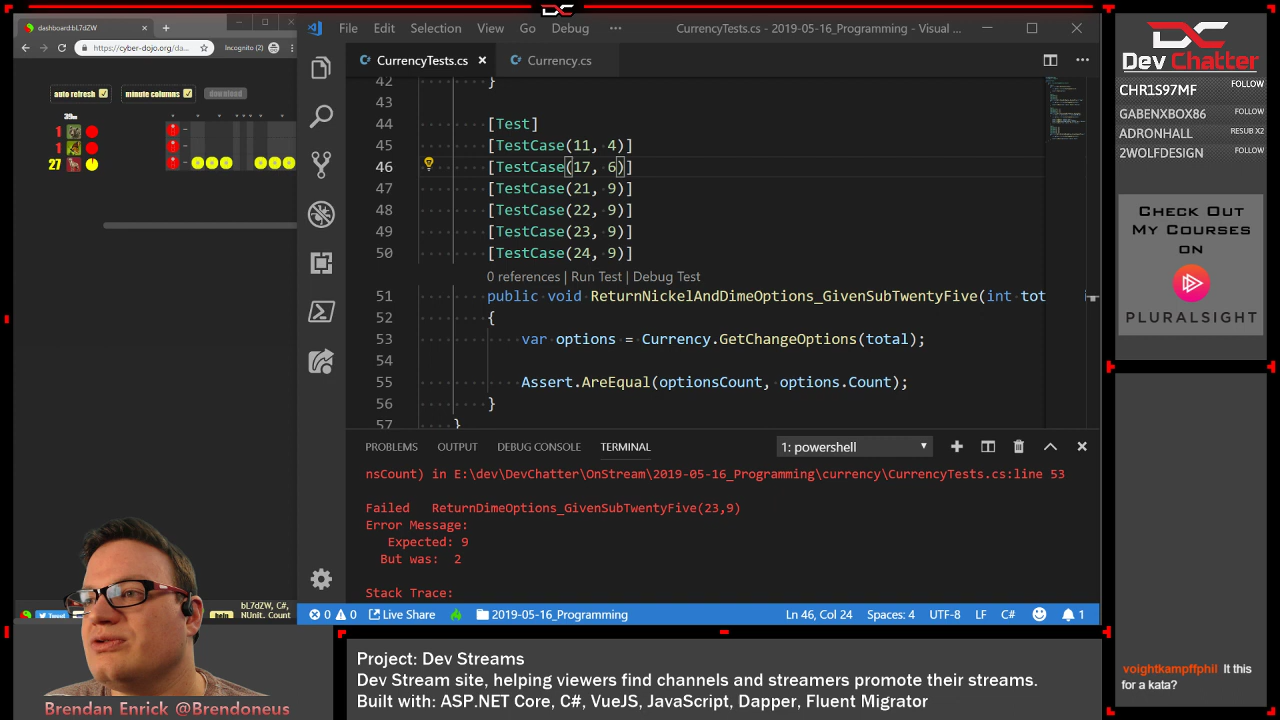 dashboard:bL7dZW
https://cyber-dojo.org/da...
Incognito (2)
auto refresh
minute columns
download
39m
1
1
27
Tweet
help
bL7dZW, C#,
NUnit. Count
File Edit Selection View Go Debug ... CurrencyTests.cs - 2019-05-16_Programming - Visual ...
CurrencyTests.cs
Currency.cs
42 }
43
44 [Test]
45 [TestCase(11, 4)]
46 [TestCase(17, 6)]
47 [TestCase(21, 9)]
48 [TestCase(22, 9)]
49 [TestCase(23, 9)]
50 [TestCase(24, 9)]
0 references | Run Test | Debug Test
51 public void ReturnNickelAndDimeOptions_GivenSubTwentyFive(int tot
52 {
53 var options = Currency.GetChangeOptions(total);
54
55 Assert.AreEqual(optionsCount, options.Count);
56 }
57 }
PROBLEMS OUTPUT DEBUG CONSOLE TERMINAL 1: powershell
nsCount) in E:\dev\DevChatter\OnStream\2019-05-16_Programming\currency\CurrencyTests.cs:line 53
Failed ReturnDimeOptions_GivenSubTwentyFive(23,9)
Error Message:
Expected: 9
But was: 2
Stack Trace:
0 0 Live Share 2019-05-16_Programming Ln 46, Col 24 Spaces: 4 UTF-8 LF C# 1
Dev Chatter
CHR1S97MF FOLLOW
GABENXBOX86 FOLLOW
ADRONHALL RESUB X2
2WOLFDESIGN FOLLOW
Check Out
My Courses
on
PLURALSIGHT
voightkampffphil It this
for a kata?
Project: Dev Streams
Dev Stream site, helping viewers find channels and streamers promote their streams.
Built with: ASP.NET Core, C#, VueJS, JavaScript, Dapper, Fluent Migrator
Brendan Enrick @Brendoneus